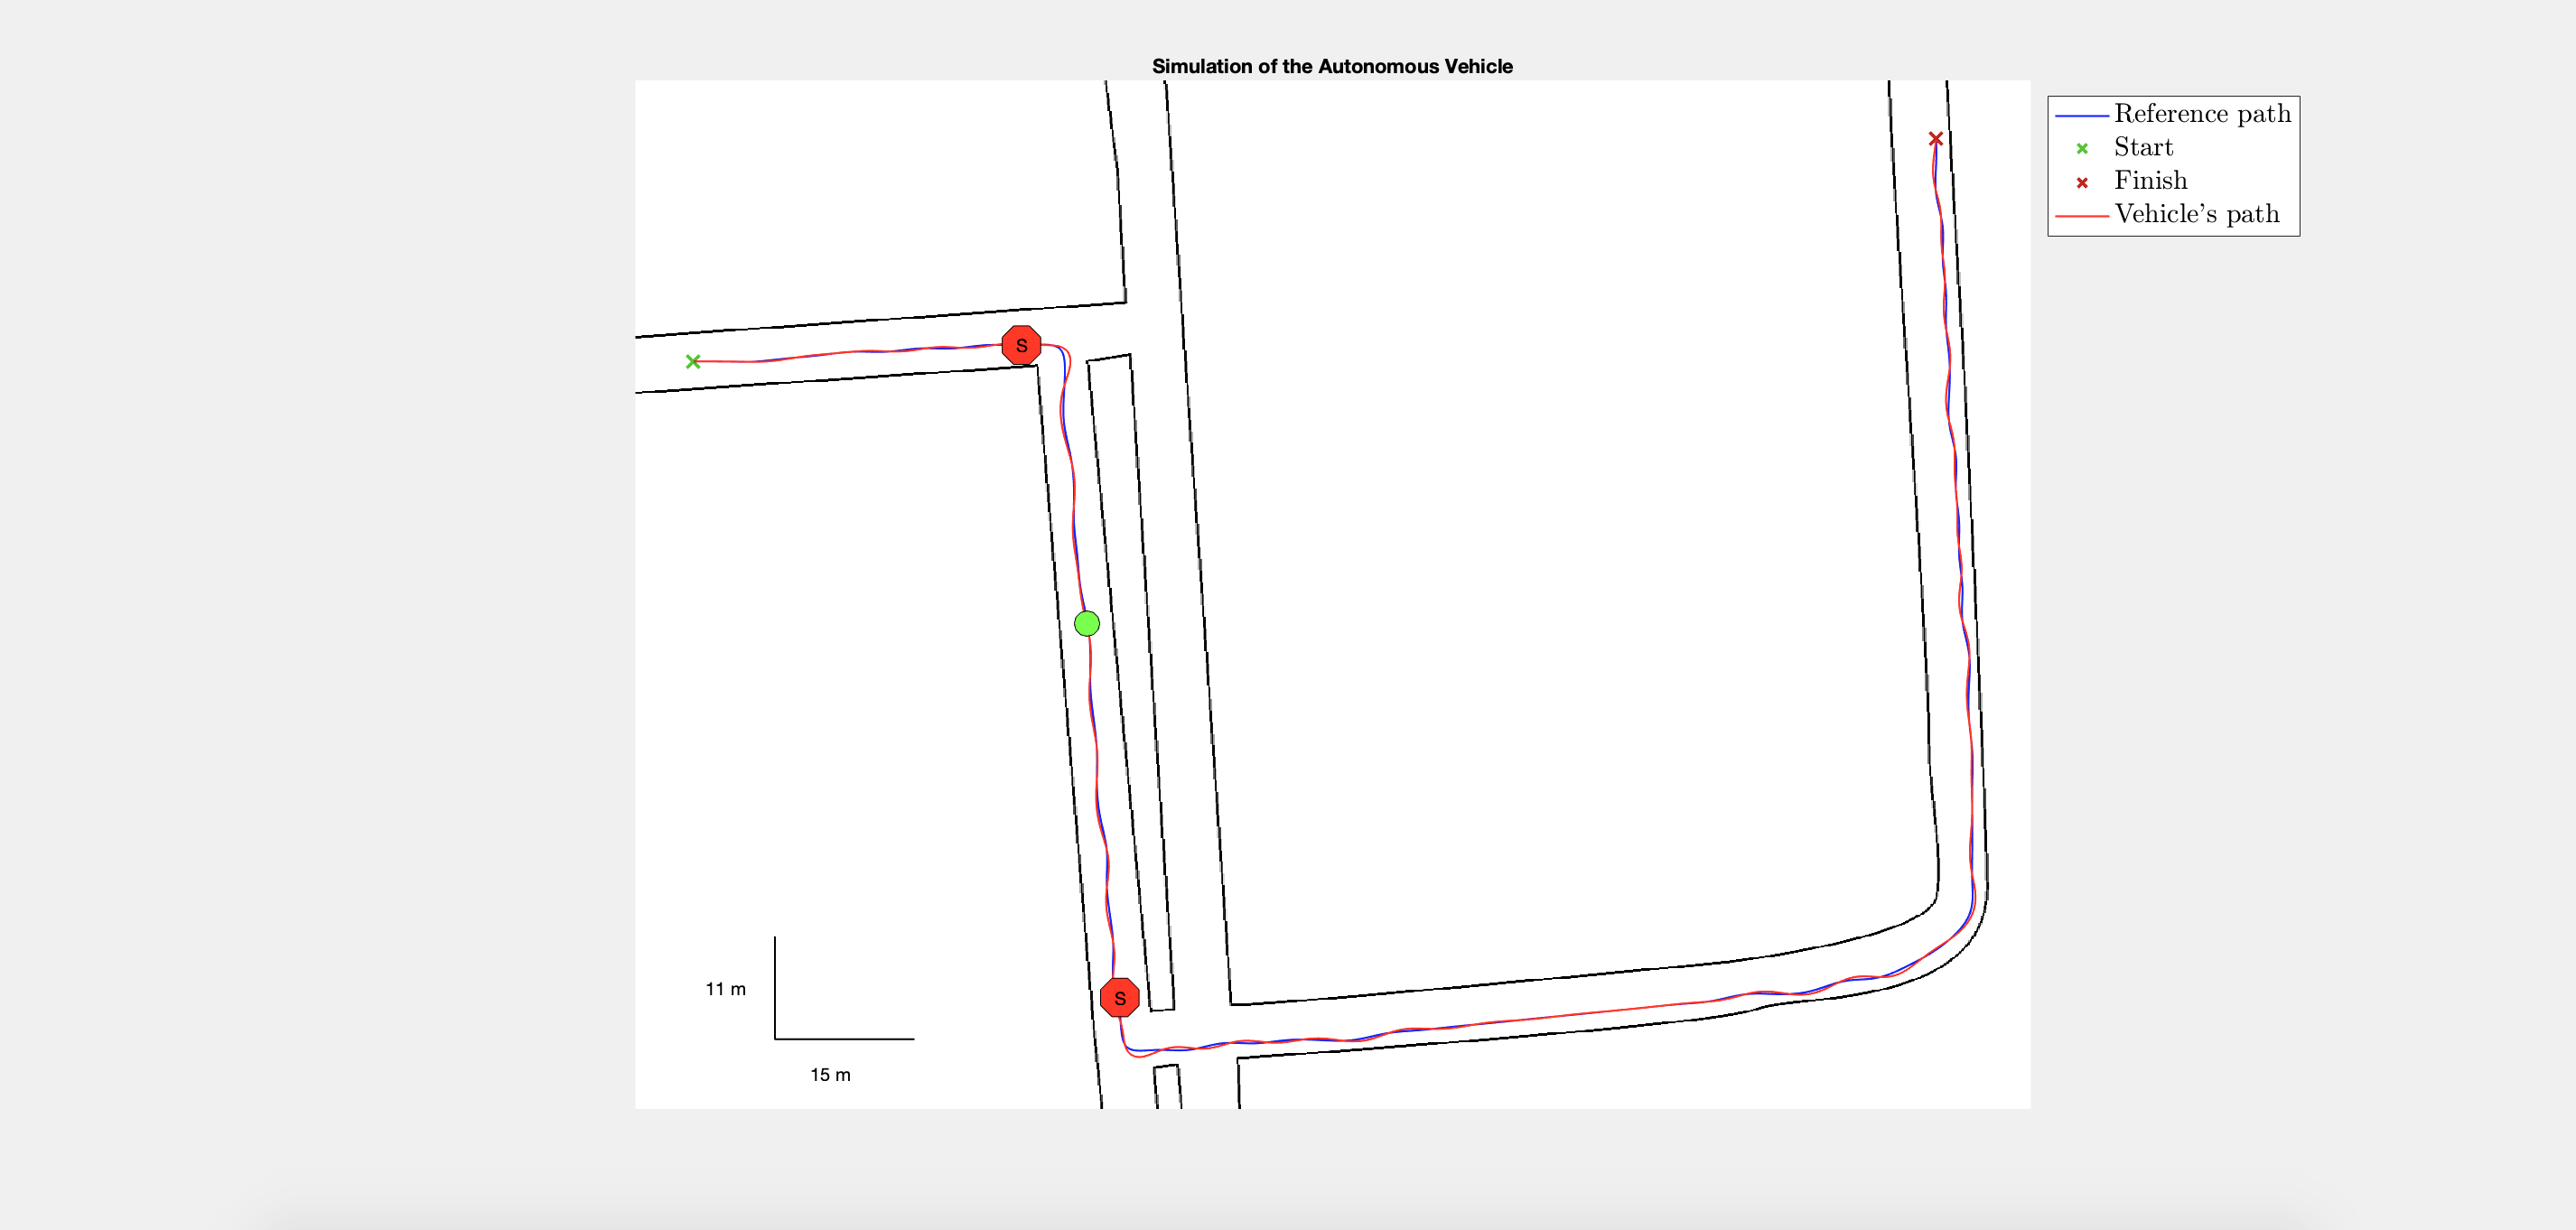 Simulation of the Autonomous Vehicle
Reference path
Start
Finish
Vehicle's path
S
S
11 m
15 m